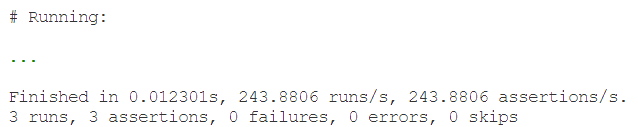 # Running:
...
Finished in 0.012301s, 243.8806 runs/s, 243.8806 assertions/s.
3 runs, 3 assertions, 0 failures, 0 errors, 0 skips